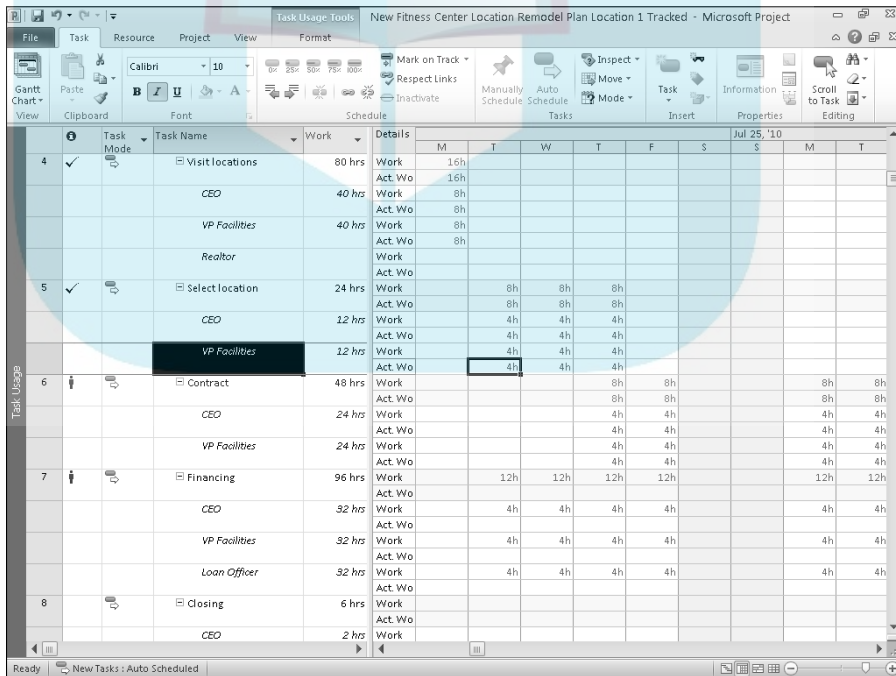 Task Usage Tools New Fitness Center Location Remodel Plan Location 1 Tracked - Microsoft Project
File Task Resource Project View Format
Gantt Chart
View
Paste
Clipboard
Calibri 10
B I U A
Font
0% 25% 50% 75% 100%
Mark on Track
Respect Links
Inactivate
Schedule
Manually Schedule
Auto Schedule
Inspect
Move
Mode
Tasks
Task
Insert
Information
Properties
Scroll to Task
Editing
Task Mode Task Name Work Details Jul 25, '10
M T W T F S S M T
4 Visit locations 80 hrs Work 16h
Act. Wo 16h
CEO 40 hrs Work 8h
Act. Wo 8h
VP Facilities 40 hrs Work 8h
Act. Wo 8h
Realtor Work
Act. Wo
5 Select location 24 hrs Work 8h 8h 8h
Act. Wo 8h 8h 8h
CEO 12 hrs Work 4h 4h 4h
Act. Wo 4h 4h 4h
VP Facilities 12 hrs Work 4h 4h 4h
Act. Wo 4h 4h 4h
6 Contract 48 hrs Work 8h 8h 8h 8h
Act. Wo 8h 8h 8h 8h
CEO 24 hrs Work 4h 4h 4h 4h
Act. Wo 4h 4h 4h 4h
VP Facilities 24 hrs Work 4h 4h 4h 4h
Act. Wo 4h 4h 4h 4h
7 Financing 96 hrs Work 12h 12h 12h 12h 12h 12h
Act. Wo
CEO 32 hrs Work 4h 4h 4h 4h 4h 4h
Act. Wo
VP Facilities 32 hrs Work 4h 4h 4h 4h 4h 4h
Act. Wo
Loan Officer 32 hrs Work 4h 4h 4h 4h 4h 4h
Act. Wo
8 Closing 6 hrs Work
Act. Wo
CEO 2 hrs Work
Task Usage
Ready New Tasks : Auto Scheduled